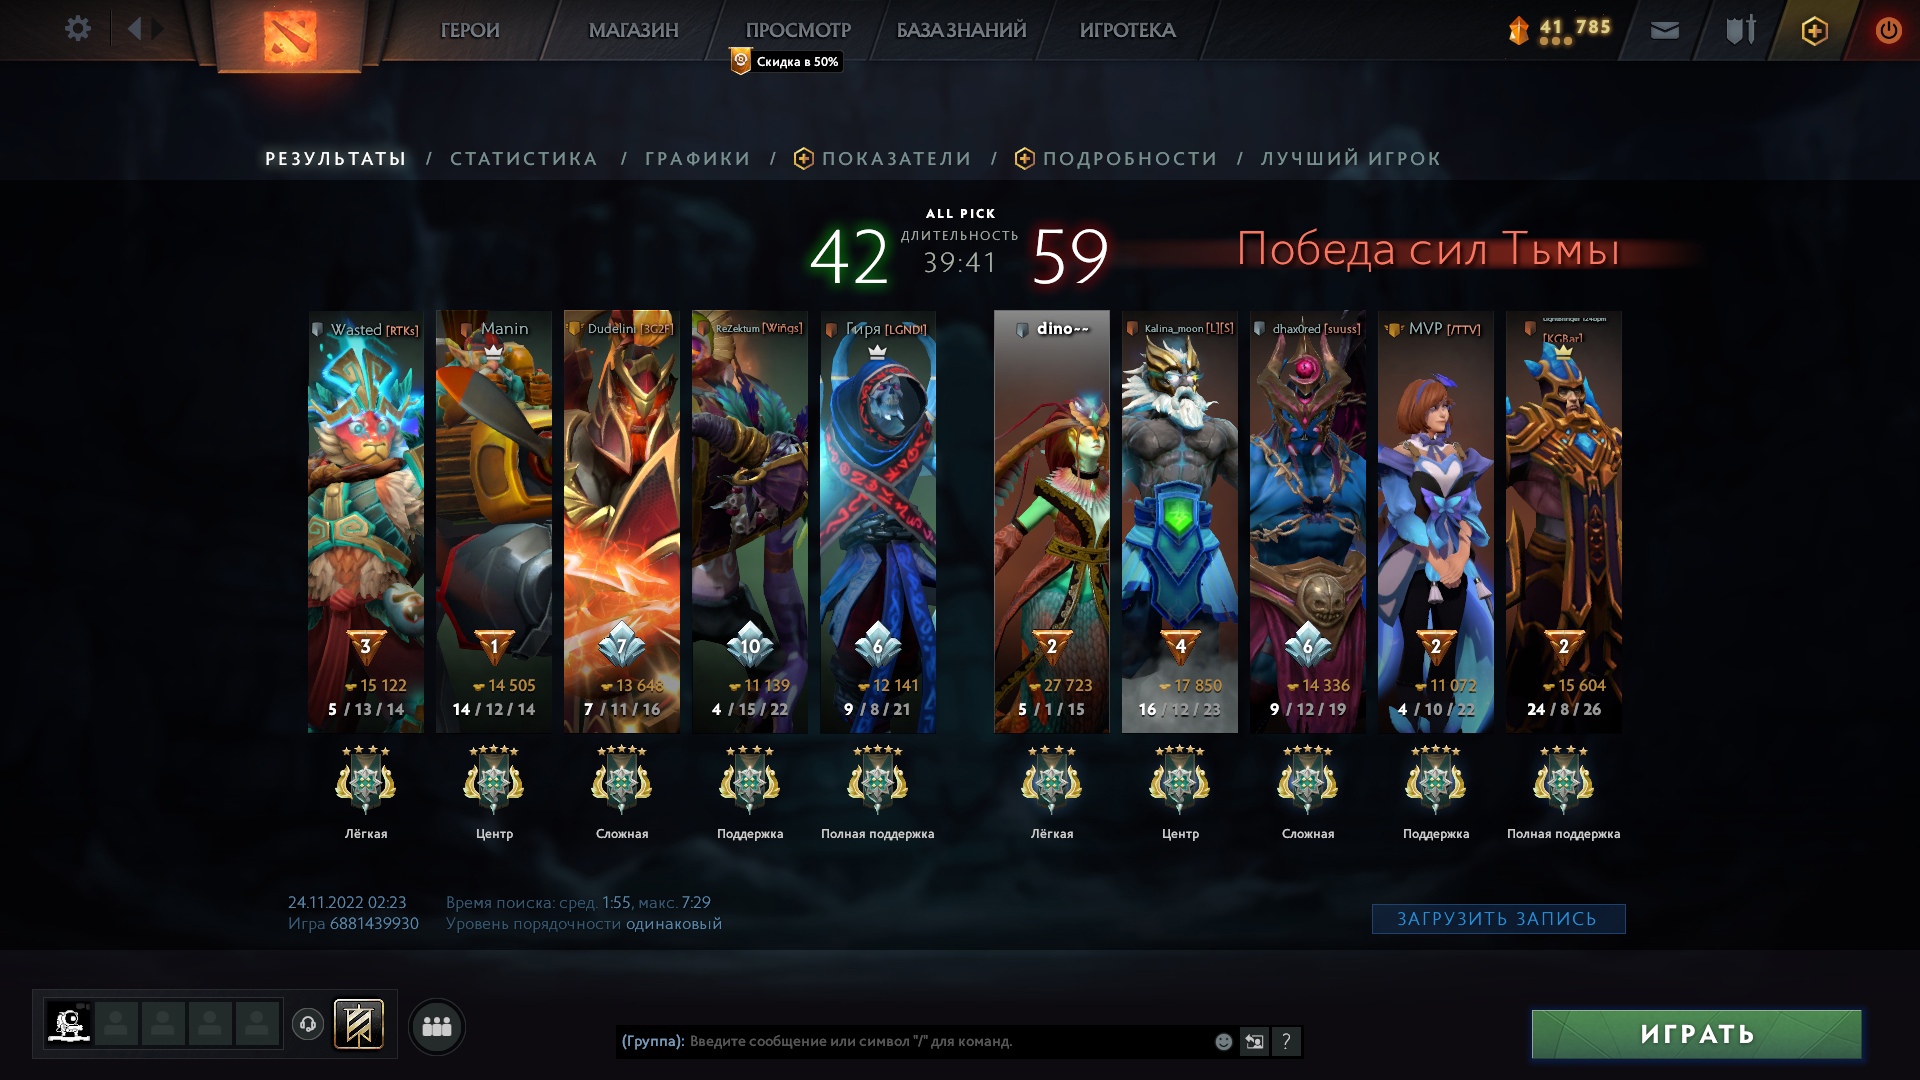 ГЕРОИ
МАГАЗИН
ПРОСМОТР
БАЗА ЗНАНИЙ
ИГРОТЕКА
41 785
Скидка в 50%
РЕЗУЛЬТАТЫ / СТАТИСТИКА / ГРАФИКИ / ПОКАЗАТЕЛИ / ПОДРОБНОСТИ / ЛУЧШИЙ ИГРОК
ALL PICK
42
ДЛИТЕЛЬНОСТЬ
39:41
59
Победа сил Тьмы
Wasted [RTKs]
Manin
Dudelin [3G2F]
ReZektum [Wiñgs]
Гиря [LGND!]
dino~~
Kalina_moon [L][S]
dhax0red [suuss]
MVP [/TTV]
[KGBar]
3
1
7
10
6
2
4
6
2
2
15 122
14 505
13 648
11 139
12 141
27 723
17 850
14 336
11 072
15 604
5 / 13 / 14
14 / 12 / 14
7 / 11 / 16
4 / 15 / 22
9 / 8 / 21
5 / 1 / 15
16 / 12 / 23
9 / 12 / 19
4 / 10 / 22
24 / 8 / 26
Лёгкая
Центр
Сложная
Поддержка
Полная поддержка
Лёгкая
Центр
Сложная
Поддержка
Полная поддержка
24.11.2022 02:23
Время поиска: сред. 1:55, макс. 7:29
Игра 6881439930
Уровень порядочности одинаковый
ЗАГРУЗИТЬ ЗАПИСЬ
(Группа): Введите сообщение или символ "/" для команд.
?
ИГРАТЬ